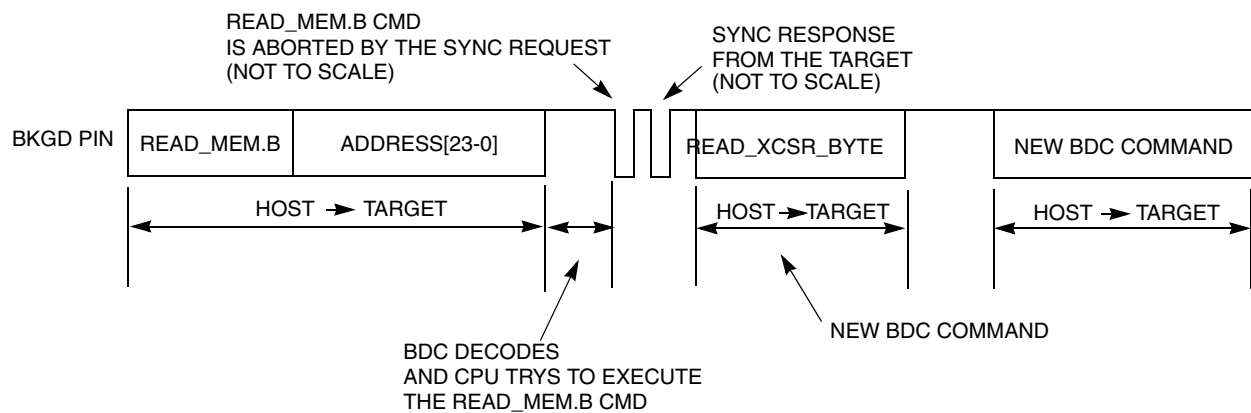 READ_MEM.B CMD
IS ABORTED BY THE SYNC REQUEST
(NOT TO SCALE)
SYNC RESPONSE
FROM THE TARGET
(NOT TO SCALE)
BKGD PIN
READ_MEM.B
ADDRESS[23-0]
READ_XCSR_BYTE
NEW BDC COMMAND
HOST TARGET
HOST TARGET
HOST TARGET
NEW BDC COMMAND
BDC DECODES
AND CPU TRYS TO EXECUTE
THE READ_MEM.B CMD